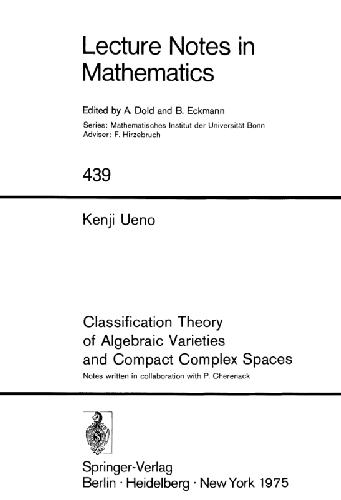 Lecture Notes in
Mathematics
Edited by A. Dold and B. Eckmann
Series: Mathematisches Institut der Universität Bonn
Advisor: F. Hirzebruch
439
Kenji Ueno
Classification Theory
of Algebraic Varieties
and Compact Complex Spaces
Notes written in collaboration with P. Cherenack
Springer-Verlag
Berlin · Heidelberg · New York 1975